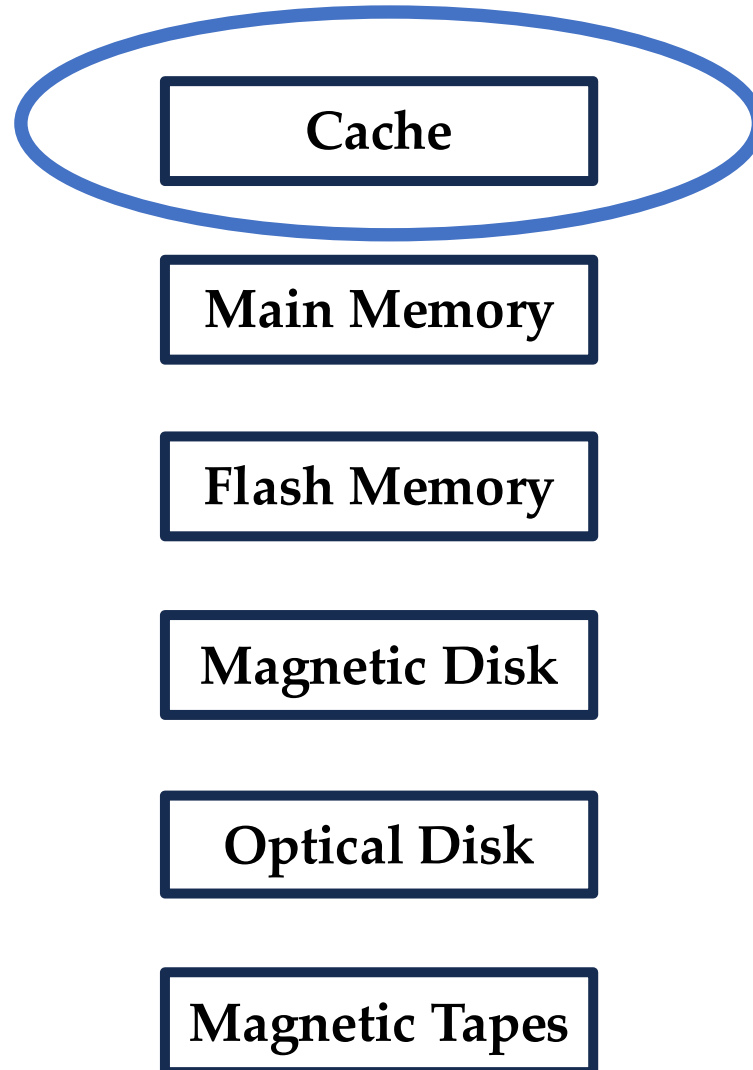 Cache
Main Memory
Flash Memory
Magnetic Disk
Optical Disk
Magnetic Tapes